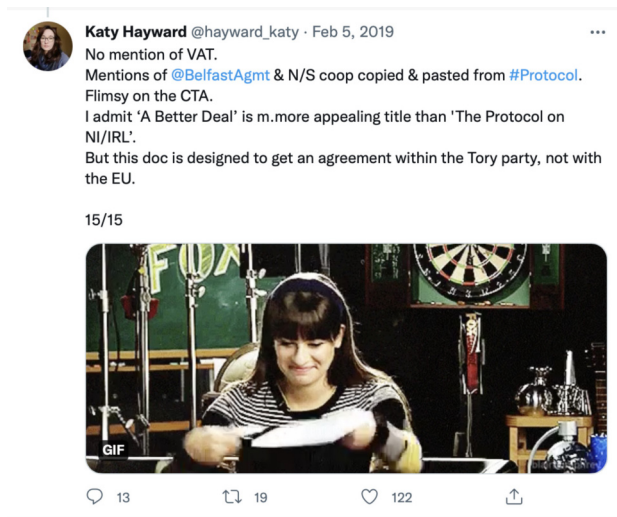 Katy Hayward @hayward_katy · Feb 5, 2019
No mention of VAT.
Mentions of @BelfastAgmt & N/S coop copied & pasted from #Protocol.
Flimsy on the CTA.
I admit ‘A Better Deal’ is m.more appealing title than 'The Protocol on
NI/IRL’.
But this doc is designed to get an agreement within the Tory party, not with
the EU.
15/15
FOX
GIF
13 19 122